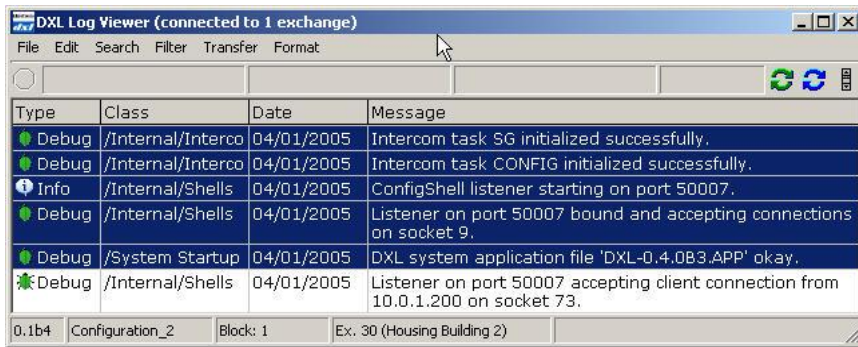 DXL Log Viewer (connected to 1 exchange)
File Edit Search Filter Transfer Format
Type Class Date Message
Debug /Internal/Interco 04/01/2005 Intercom task SG initialized successfully.
Debug /Internal/Interco 04/01/2005 Intercom task CONFIG initialized successfully.
Info /Internal/Shells 04/01/2005 ConfigShell listener starting on port 50007.
Debug /Internal/Shells 04/01/2005 Listener on port 50007 bound and accepting connections
on socket 9.
Debug /System Startup 04/01/2005 DXL system application file 'DXL-0.4.0B3.APP' okay.
Debug /Internal/Shells 04/01/2005 Listener on port 50007 accepting client connection from
10.0.1.200 on socket 73.
0.1b4 Configuration_2 Block: 1 Ex. 30 (Housing Building 2)